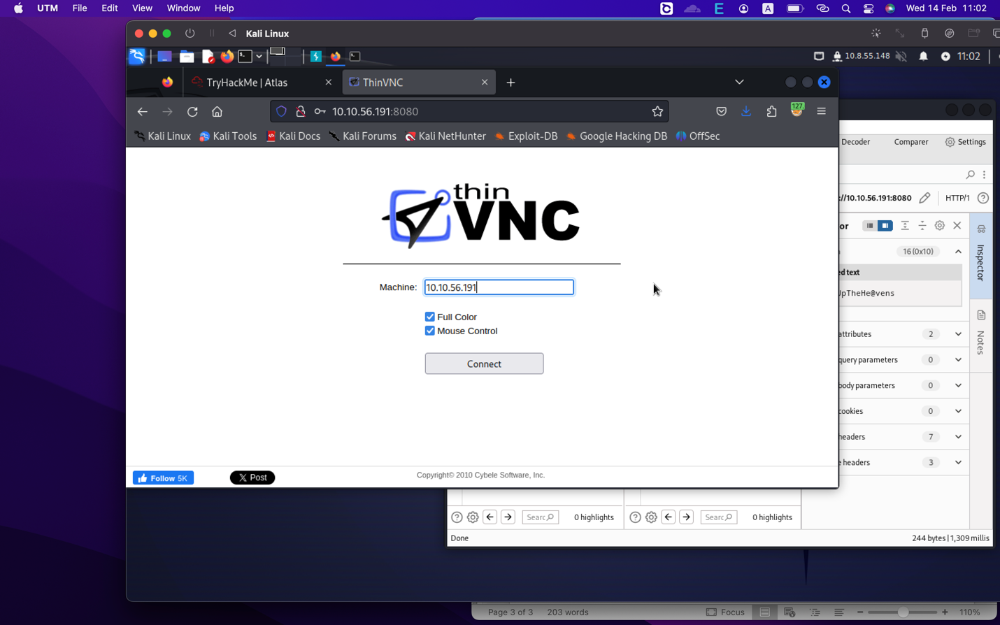 UTM File Edit View Window Help Wed 14 Feb 11:02
Kali Linux
10.8.55.148 11:02
TryHackMe | Atlas ThinVNC
10.10.56.191:8080 127.
Kali Linux Kali Tools Kali Docs Kali Forums Kali NetHunter Exploit-DB Google Hacking DB OffSec
Decoder Comparer Settings
thin
VNC
://10.10.56.191:8080 HTTP/1
or
16 (0x10)
Inspector
ed text
Machine: 10.10.56.191
UpTheHe@vens
Full Color
Mouse Control
attributes 2
Notes
Connect
query parameters 0
body parameters 0
cookies 0
headers 7
e headers 3
Follow 5K Post Copyright© 2010 Cybele Software, Inc.
Searc 0 highlights Searc 0 highlights
Done 244 bytes | 1,309 millis
Page 3 of 3 203 words Focus 110%